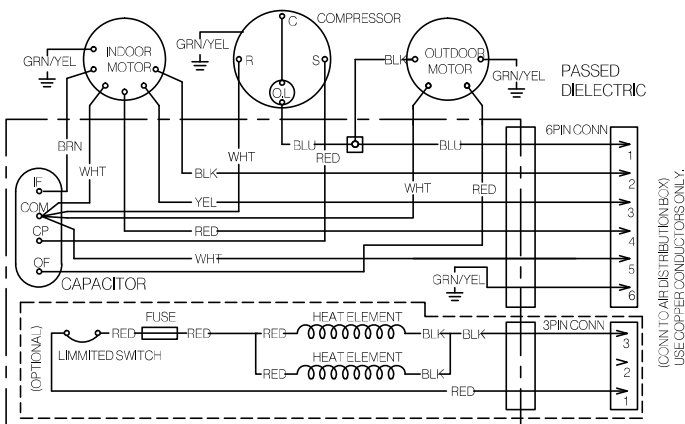 COMPRESSOR
C
GRN/YEL
INDOOR
MOTOR
GRN/YEL
R
S
O.L
BLK
OUTDOOR
MOTOR
GRN/YEL
PASSED
DIELECTRIC
BRN
WHT
WHT
BLU
RED
BLU
6PIN CONN
1
BLK
2
WHT
RED
IF
COM
CP
OF
YEL
3
RED
4
WHT
5
CAPACITOR
GRN/YEL
6
(CONN TO AIR DISTRIBUTION BOX)
USE COPPER CONDUCTORS ONLY.
(OPTIONAL)
LIMMITED SWITCH
RED
FUSE
RED
RED
HEAT ELEMENT
BLK
BLK
3PIN CONN
3
RED
HEAT ELEMENT
BLK
2
RED
1